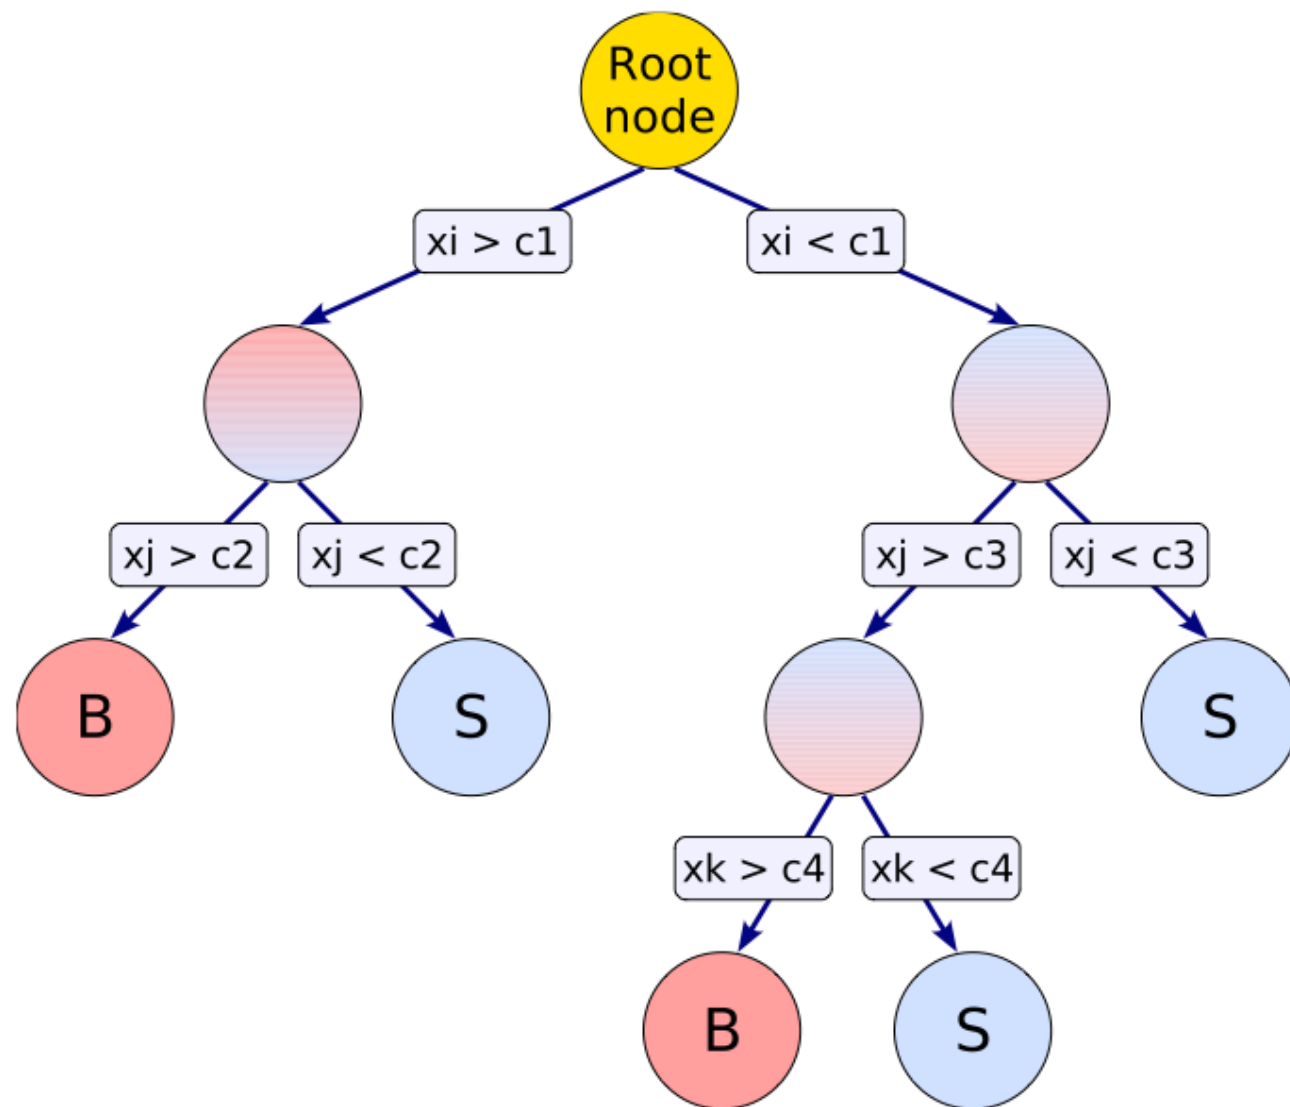 Root
node
xi > c1
xi < c1
xj > c2
xj < c2
xj > c3
xj < c3
B
S
S
xk > c4
xk < c4
B
S